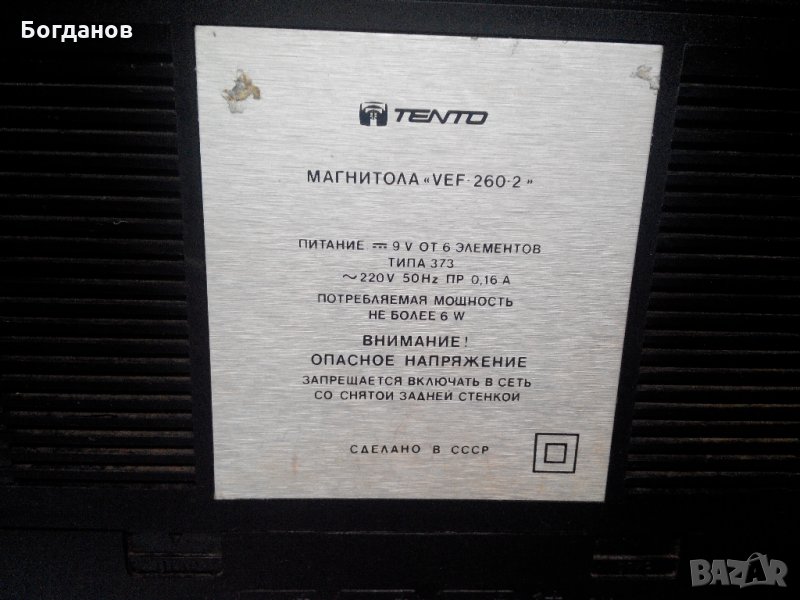 Богданов
TENTO
МАГНИТОЛА «VEF-260-2»
ПИТАНИЕ ⎓ 9 V ОТ 6 ЭЛЕМЕНТОВ
ТИПА 373
~220V 50Hz ПР 0,16 А
ПОТРЕБЛЯЕМАЯ МОЩНОСТЬ
НЕ БОЛЕЕ 6 W
ВНИМАНИЕ!
ОПАСНОЕ НАПРЯЖЕНИЕ
ЗАПРЕЩАЕТСЯ ВКЛЮЧАТЬ В СЕТЬ
СО СНЯТОЙ ЗАДНЕЙ СТЕНКОЙ
СДЕЛАНО В СССР
BAZAR